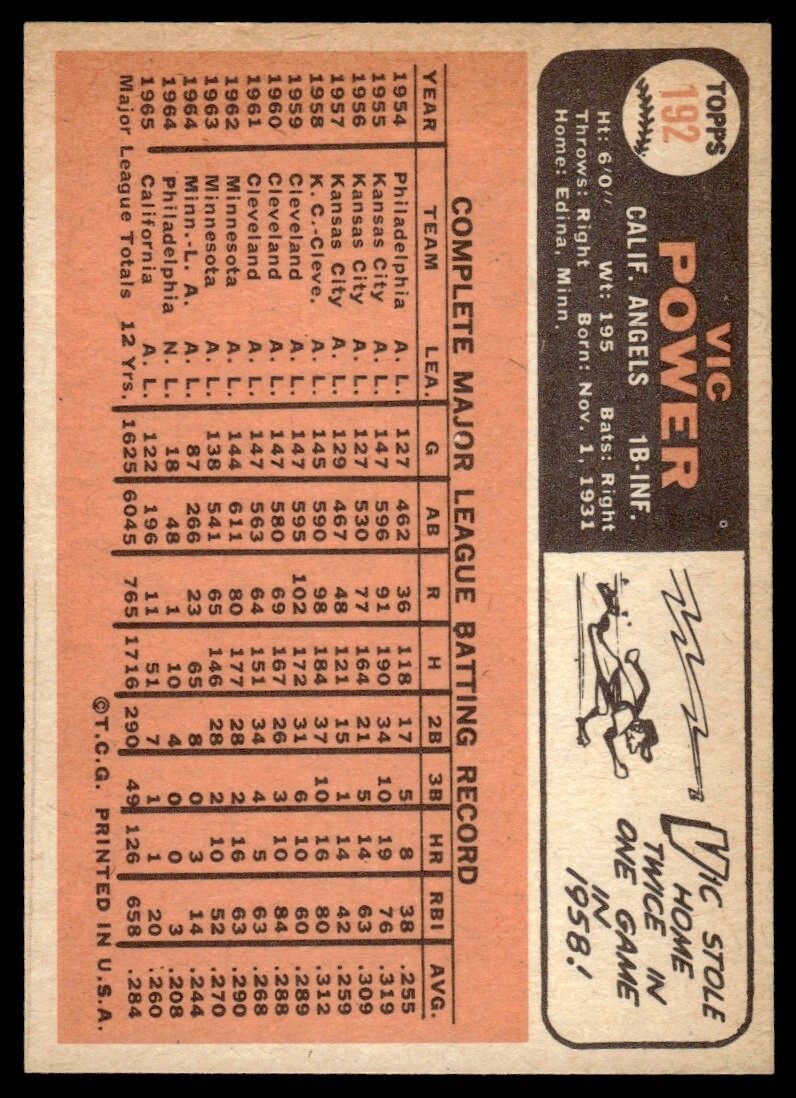 TOPPS
192
VIC
POWER
CALIF. ANGELS 1B-INF.
Ht: 6'0" Wt: 195 Bats: Right
Throws: Right Born: Nov. 1, 1931
Home: Edina, Minn.
VIC STOLE
HOME
TWICE IN
ONE GAME
IN
1958!
COMPLETE MAJOR LEAGUE BATTING RECORD
YEAR TEAM LEA. G AB R H 2B 3B HR RBI AVG.
1954 Philadelphia A. L. 127 462 36 118 17 5 8 38 .255
1955 Kansas City A. L. 147 596 91 190 34 10 19 76 .319
1956 Kansas City A. L. 127 530 77 164 21 5 14 63 .309
1957 Kansas City A. L. 129 467 48 121 15 1 14 42 .259
1958 K. C.-Cleve. A. L. 145 590 98 184 37 10 16 80 .312
1959 Cleveland A. L. 147 595 102 172 31 6 10 60 .289
1960 Cleveland A. L. 147 580 69 167 26 3 10 84 .288
1961 Cleveland A. L. 147 563 64 151 34 4 5 63 .268
1962 Minnesota A. L. 144 611 80 177 28 2 16 63 .290
1963 Minnesota A. L. 138 541 65 146 28 2 10 52 .270
1964 Minn.-L. A. A. L. 87 266 23 65 8 0 3 14 .244
1964 Philadelphia N. L. 18 48 1 10 4 0 0 3 .208
1965 California A. L. 122 196 11 51 7 1 1 20 .260
Major League Totals 12 Yrs. 1625 6045 765 1716 290 49 126 658 .284
©T.C.G. PRINTED IN U.S.A.